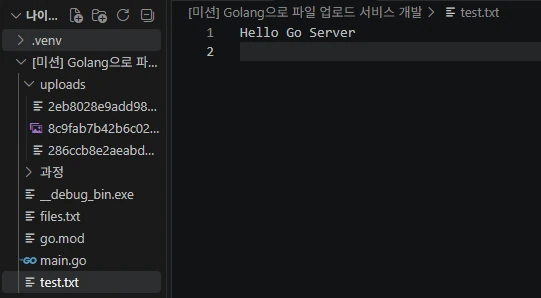 나이...
.venv
[미션] Golang으로 파...
uploads
2eb8028e9add98...
8c9fab7b42b6c02...
286ccb8e2aeabd...
과정
__debug_bin.exe
files.txt
go.mod
main.go
test.txt
[미션] Golang으로 파일 업로드 서비스 개발 > test.txt
1 Hello Go Server
2